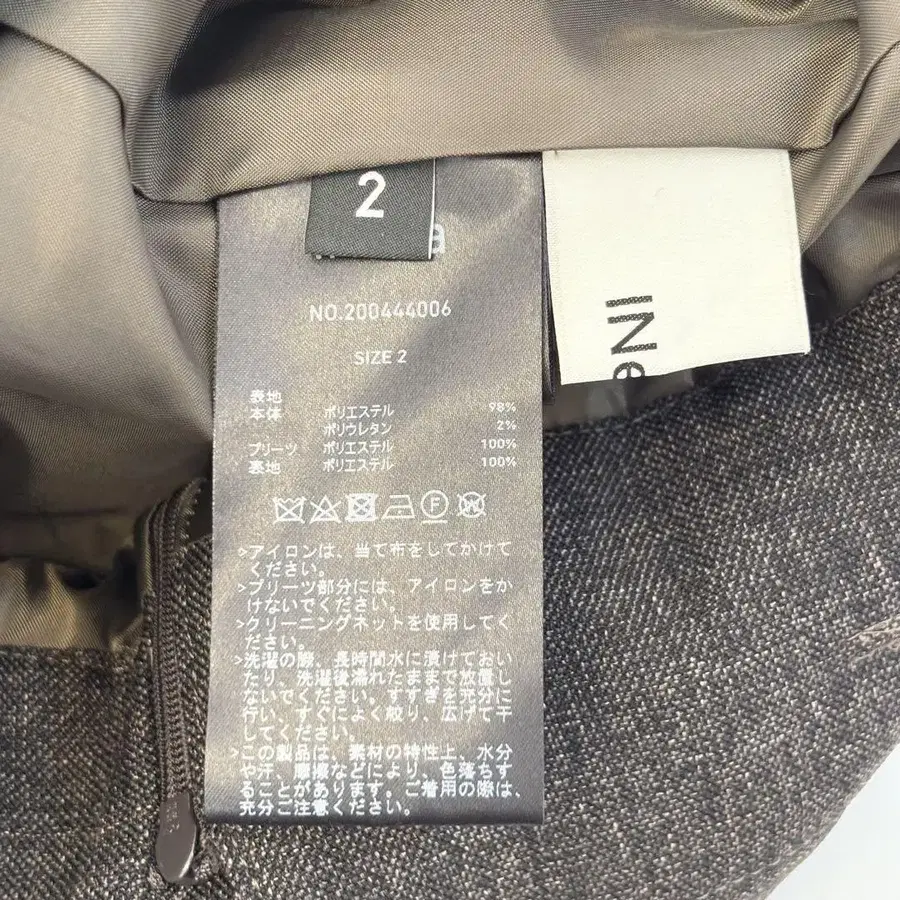 2
a
NO.200444006
SIZE 2
表地
本体 ポリエステル 98%
ポリウレタン 2%
プリーツ ポリエステル 100%
裏地 ポリエステル 100%
F
>アイロンは、当て布をしてかけて
ください。
>プリーツ部分には、アイロンをか
けないでください。
>クリーニングネットを使用してく
ださい。
>洗濯の際、長時間水に漬けておい
たり、洗濯後濡れたままで放置し
ないでください。すすぎを充分に
行い、すぐによく絞り、広げて干
してください。
>この製品は、素材の特性上、水分
や汗、摩擦などにより、色落ちす
ることがあります。ご着用の際は、
充分ご注意ください。
INe